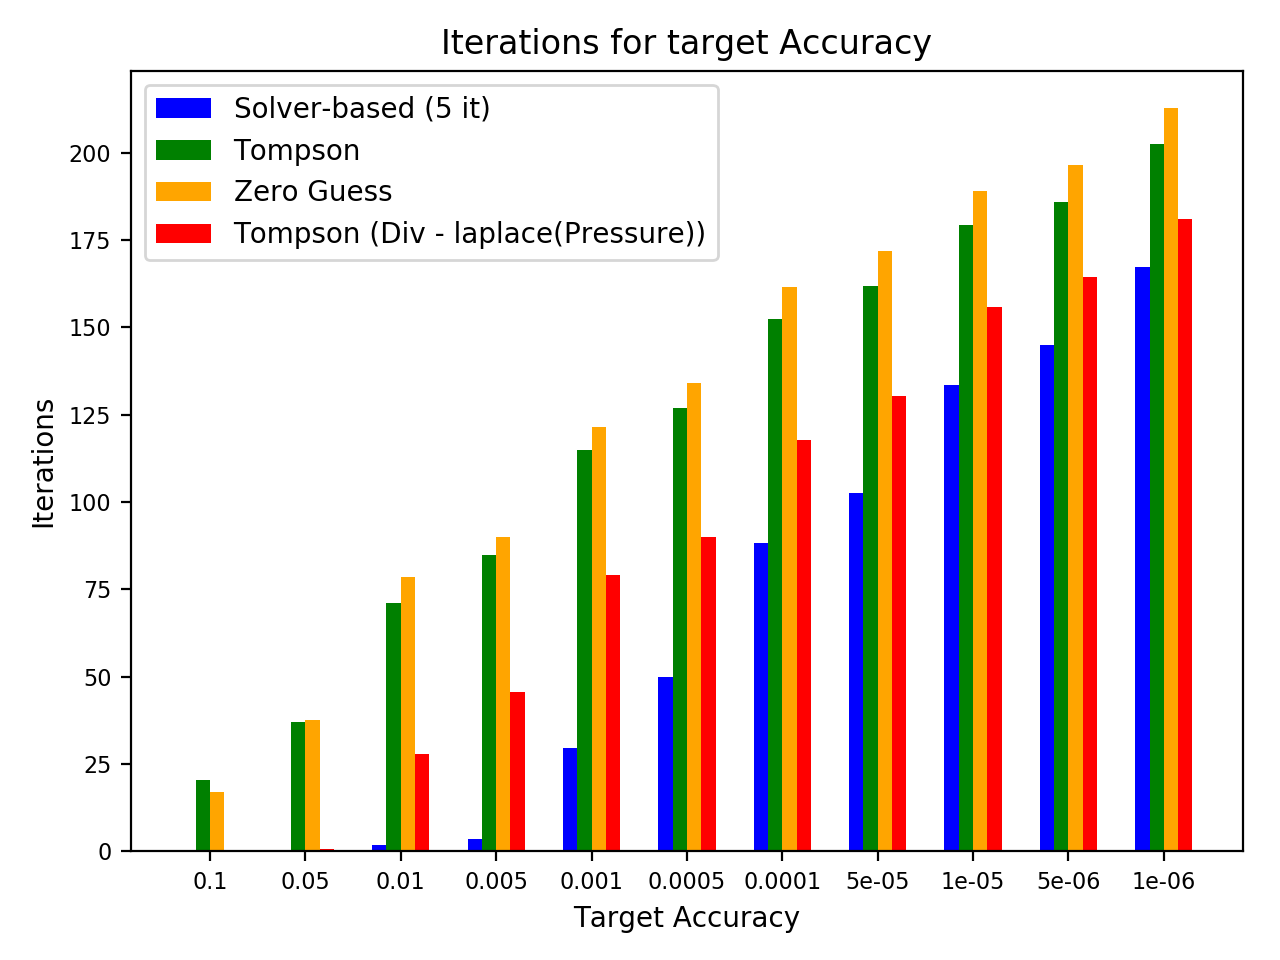 Iterations for target Accuracy
Solver-based (5 it)
Tompson
Zero Guess
Tompson (Div - laplace(Pressure))
Iterations
200
175
150
125
100
75
50
25
0
0.1 0.05 0.01 0.005 0.001 0.0005 0.0001 5e-05 1e-05 5e-06 1e-06
Target Accuracy